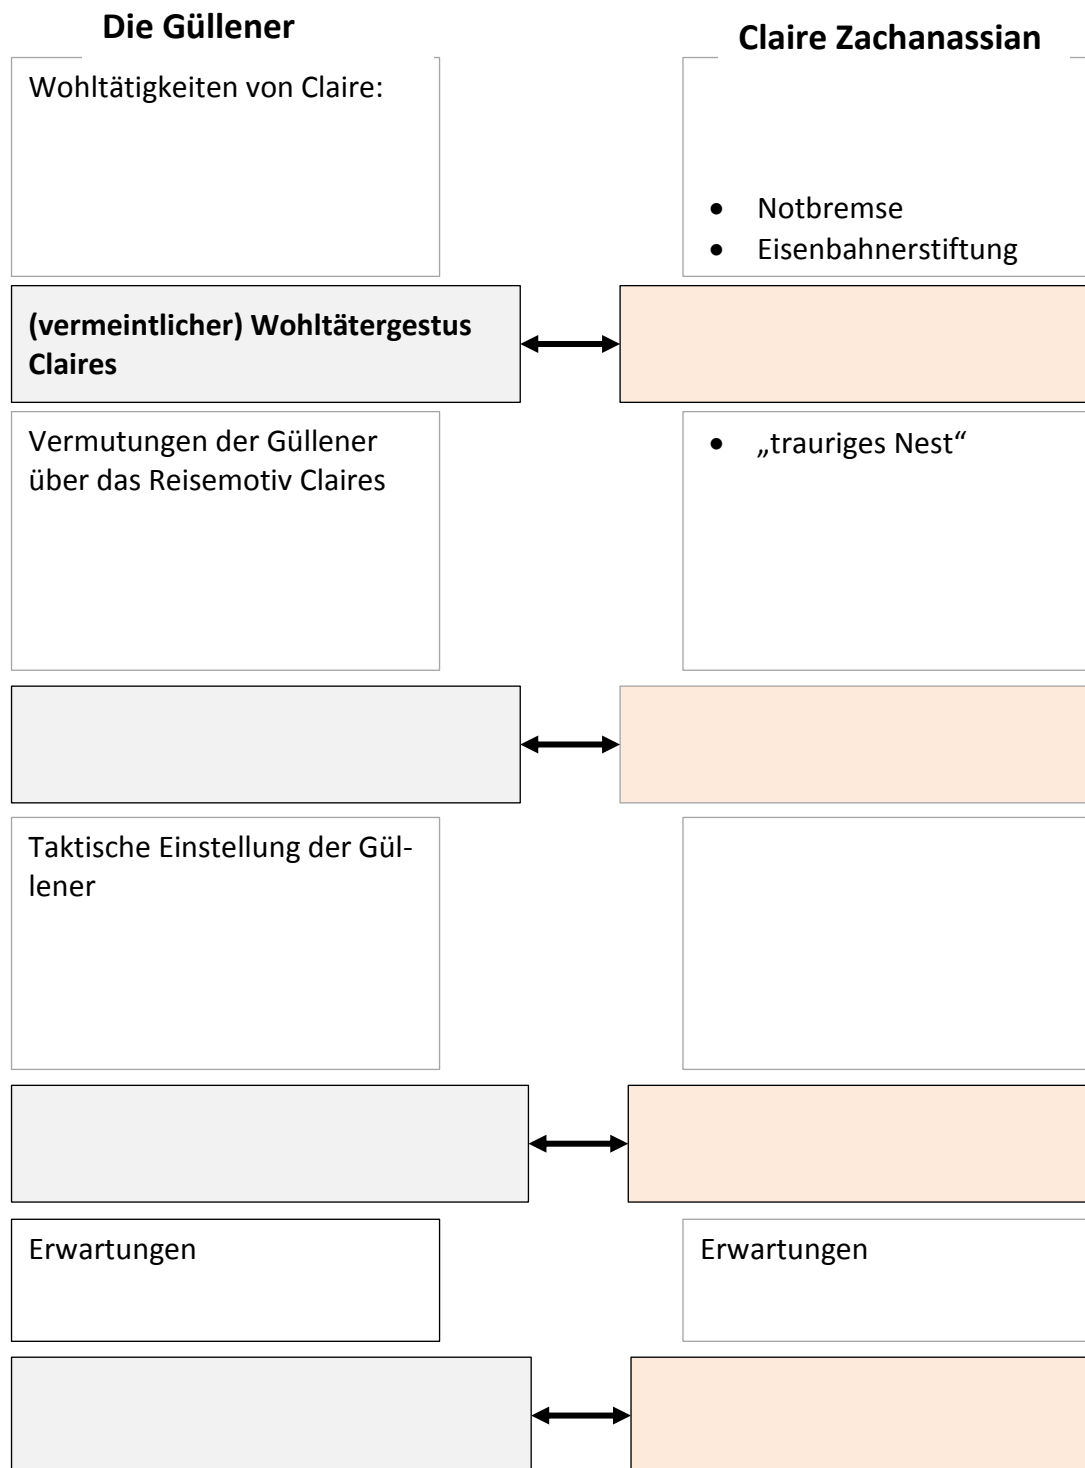 Die Güllener
Claire Zachanassian
Wohltätigkeiten von Claire:
• Notbremse
• Eisenbahnerstiftung
(vermeintlicher) Wohltätergestus
Claires
Vermutungen der Güllener
über das Reisemotiv Claires
• „trauriges Nest“
Taktische Einstellung der Gül-
lener
Erwartungen
Erwartungen